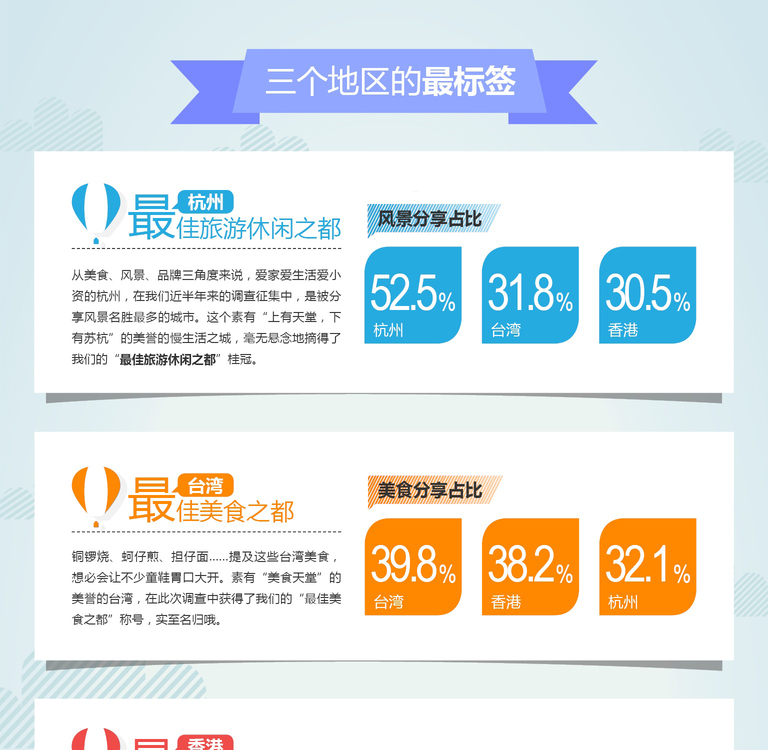 三个地区的最标签
杭州
最佳旅游休闲之都
从美食、风景、品牌三角度来说，爱家爱生活爱小
资的杭州，在我们近半年来的调查征集中，是被分
享风景名胜最多的城市。这个素有“上有天堂，下
有苏杭”的美誉的慢生活之城，毫无悬念地摘得了
我们的“最佳旅游休闲之都”桂冠。
风景分享占比
52.5%
杭州
31.8%
台湾
30.5%
香港
台湾
最佳美食之都
铜锣烧、蚵仔煎、担仔面......提及这些台湾美食，
想必会让不少童鞋胃口大开。素有“美食天堂”的
美誉的台湾，在此次调查中获得了我们的“最佳美
食之都”称号，实至名归哦。
美食分享占比
39.8%
台湾
38.2%
香港
32.1%
杭州
香港
最